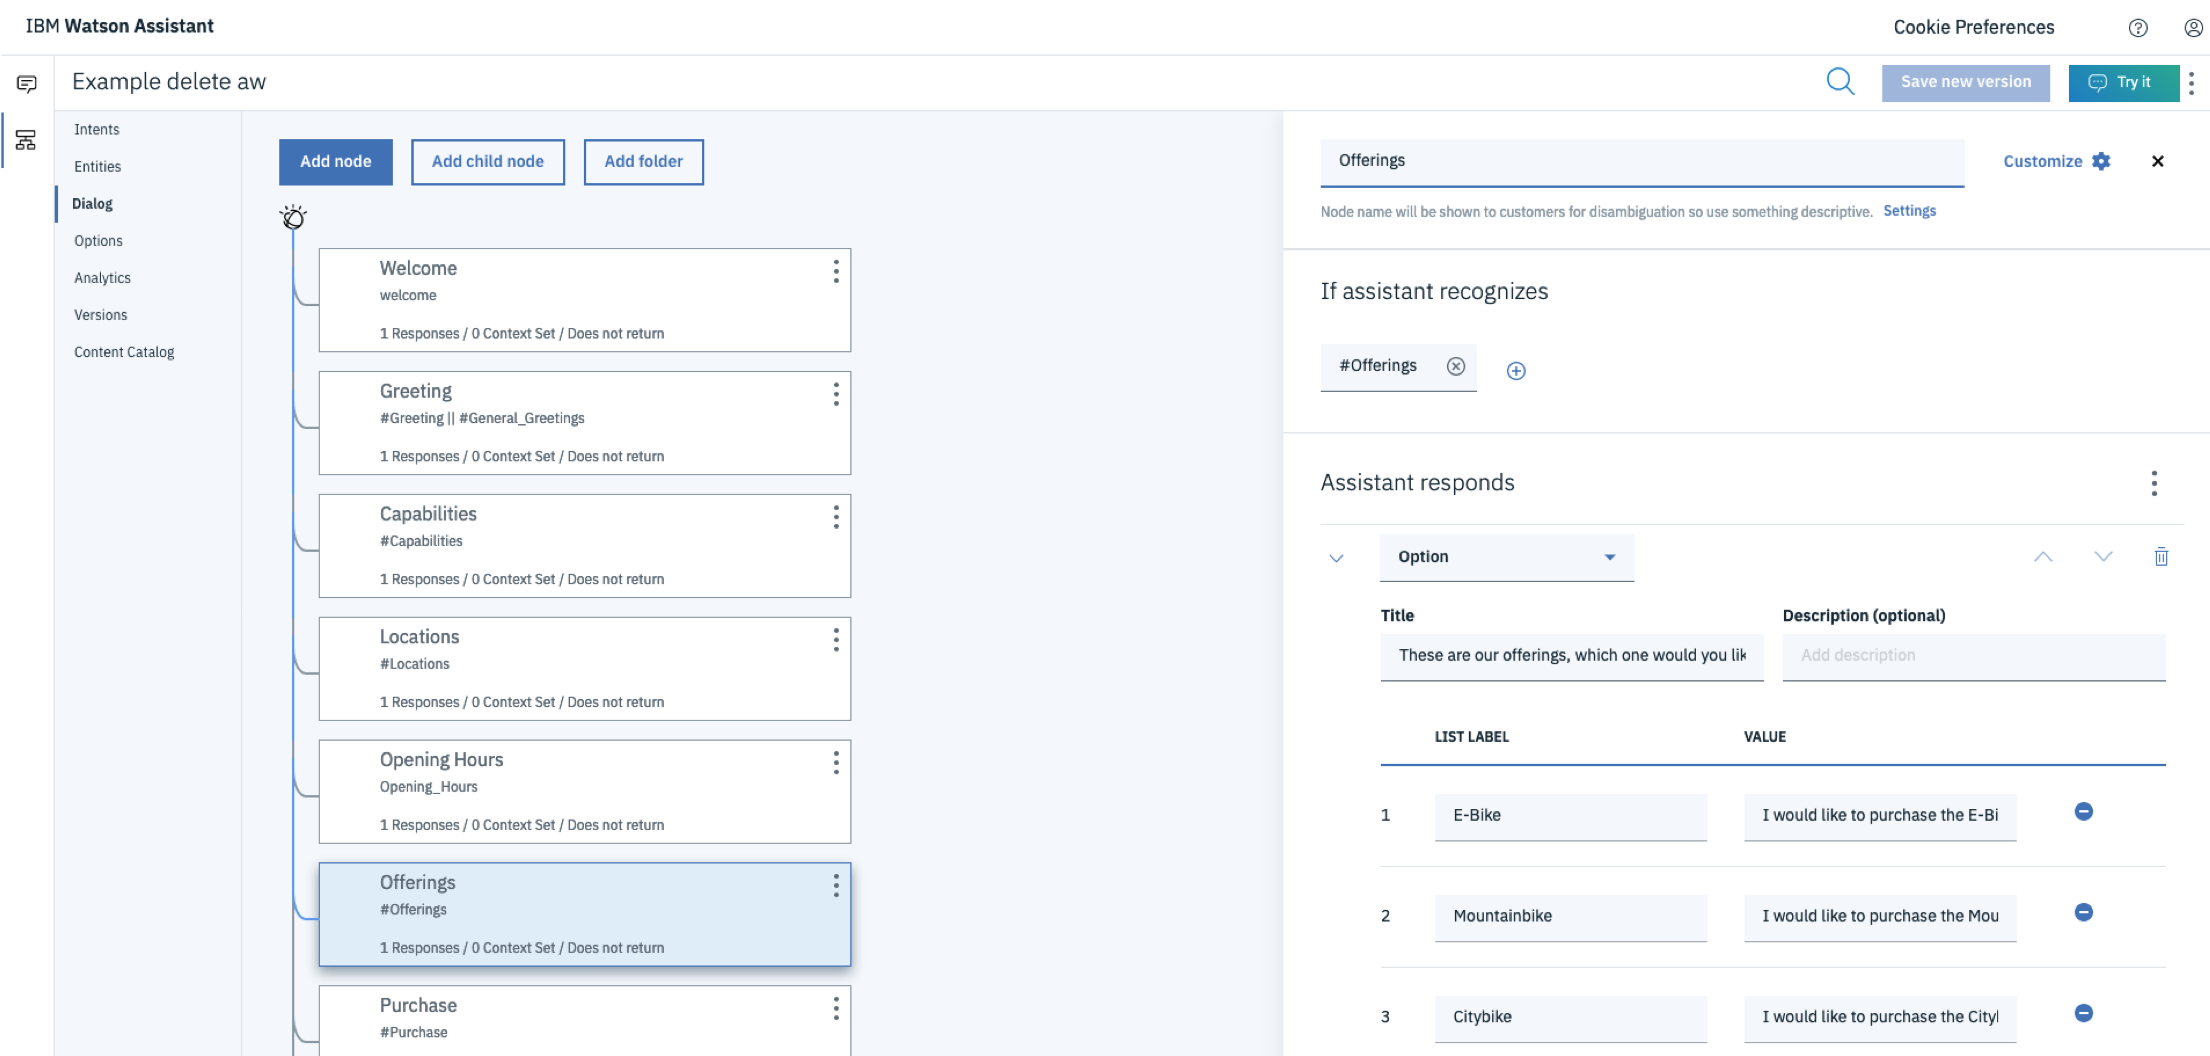 IBM Watson Assistant
Cookie Preferences
Example delete aw
Save new version
Try it
Intents
Entities
Dialog
Options
Analytics
Versions
Content Catalog
Add node
Add child node
Add folder
Welcome
welcome
1 Responses / 0 Context Set / Does not return
Greeting
#Greeting || #General_Greetings
1 Responses / 0 Context Set / Does not return
Capabilities
#Capabilities
1 Responses / 0 Context Set / Does not return
Locations
#Locations
1 Responses / 0 Context Set / Does not return
Opening Hours
Opening_Hours
1 Responses / 0 Context Set / Does not return
Offerings
#Offerings
1 Responses / 0 Context Set / Does not return
Purchase
#Purchase
Offerings
Customize
Node name will be shown to customers for disambiguation so use something descriptive. Settings
If assistant recognizes
#Offerings
Assistant responds
Option
Title
Description (optional)
These are our offerings, which one would you lik
Add description
LIST LABEL
VALUE
1 E-Bike I would like to purchase the E-Bi
2 Mountainbike I would like to purchase the Mou
3 Citybike I would like to purchase the City